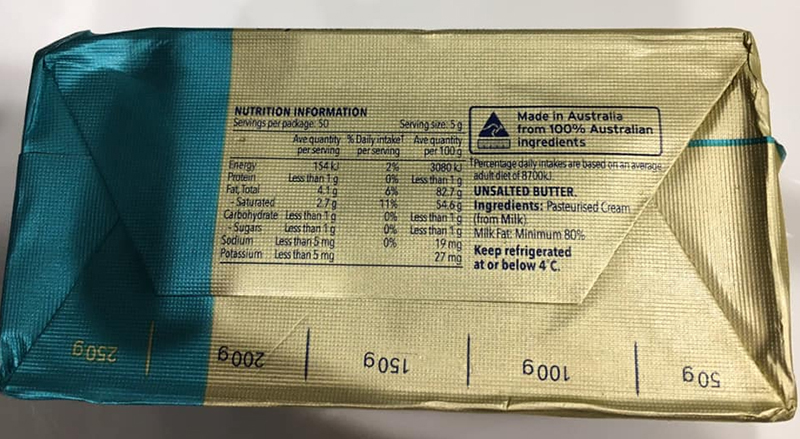 NUTRITION INFORMATION
Servings per package: 50 Serving size: 5 g
Ave quantity % Daily intake† Ave quantity
per serving per serving per 100 g
Energy 154 kJ 2% 3080 kJ
Protein Less than 1 g 0% Less than 1 g
Fat, Total 4.1 g 6% 82.7 g
- Saturated 2.7 g 11% 54.6 g
Carbohydrate Less than 1 g 0% Less than 1 g
- Sugars Less than 1 g 0% Less than 1 g
Sodium Less than 5 mg 0% 19 mg
Potassium Less than 5 mg 27 mg
Made in Australia
from 100% Australian
ingredients
†Percentage daily intakes are based on an average
adult diet of 8700kJ.
UNSALTED BUTTER.
Ingredients: Pasteurised Cream
(from Milk)
Milk Fat: Minimum 80%
Keep refrigerated
at or below 4°C.
250 g
200 g
150 g
100 g
50 g